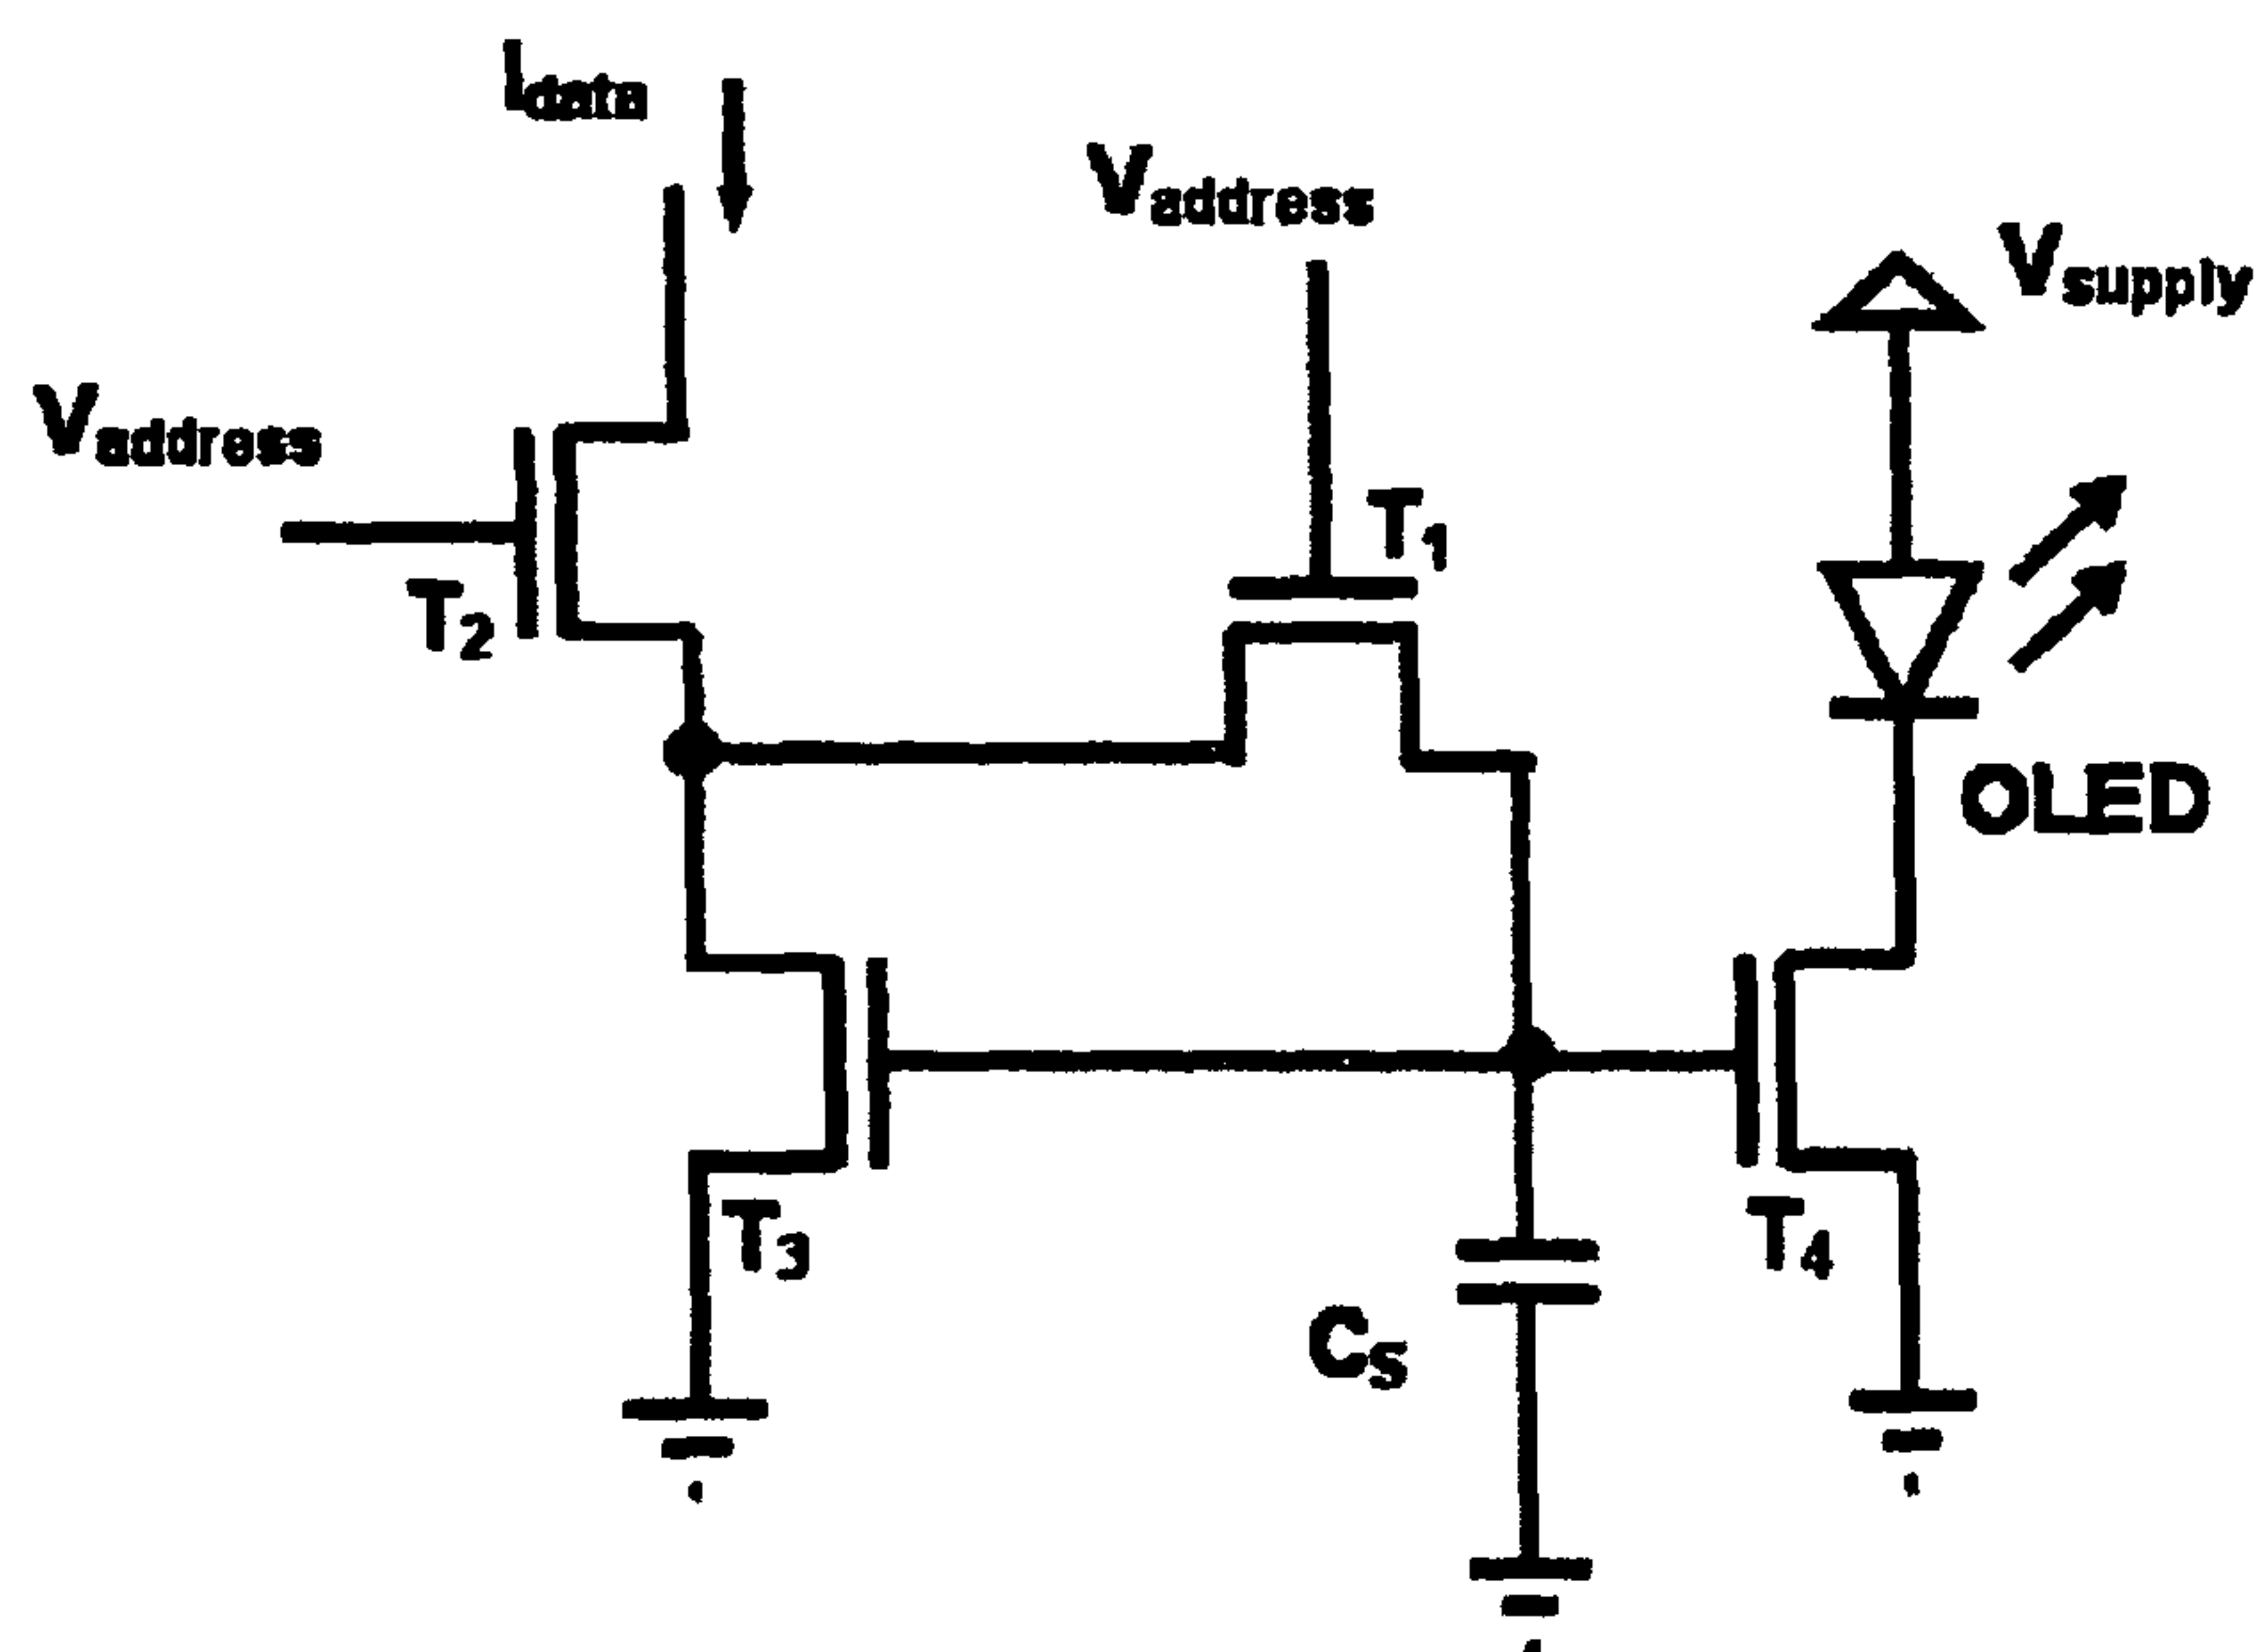 Idata
Vaddress
Vsupply
Vaddress
T1
T2
OLED
T3
T4
CS